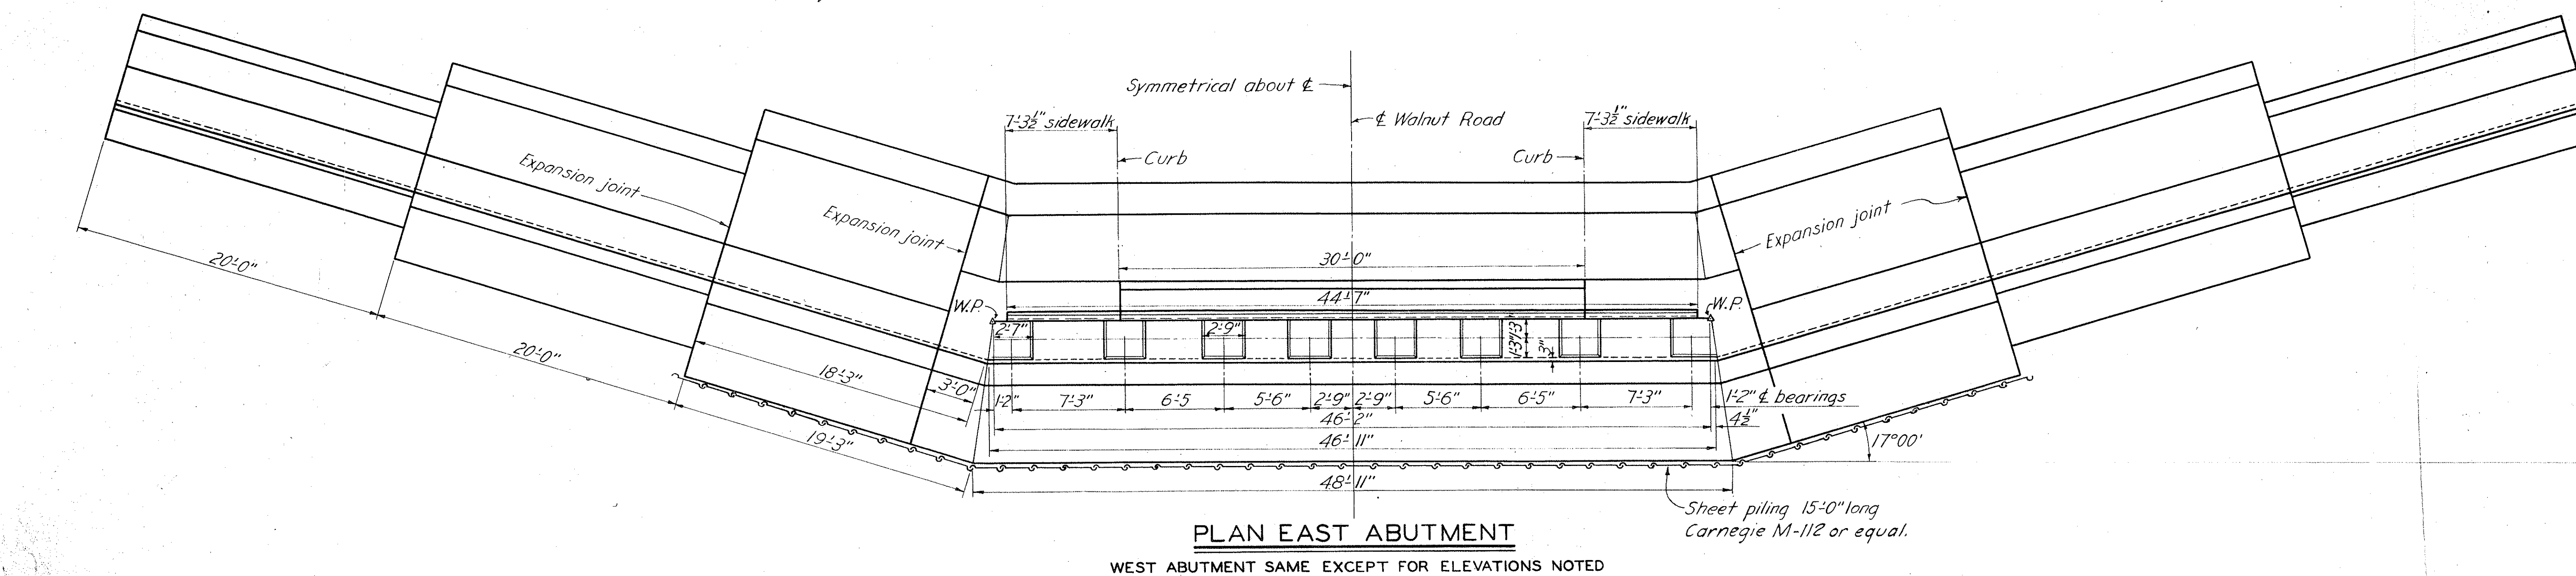 Symmetrical about ℄
℄ Walnut Road
7'-3½" sidewalk
7'-3½" sidewalk
Curb
Curb
Expansion joint
Expansion joint
Expansion joint
30'-0"
44'-7"
W.P.
W.P.
2'-7"
2'-9"
1'-3"
1'-3"
3"
20'-0"
20'-0"
18'-3"
3'-0"
19'-3"
1'-2"
7'-3"
6'-5
5'-6"
2'-9"
2'-9"
5'-6"
6'-5"
7'-3"
1'-2" ℄ bearings
46'-2"
4½"
46'-11"
17°00'
48'-11"
Sheet piling 15'-0" long
Carnegie M-112 or equal.
PLAN EAST ABUTMENT
WEST ABUTMENT SAME EXCEPT FOR ELEVATIONS NOTED